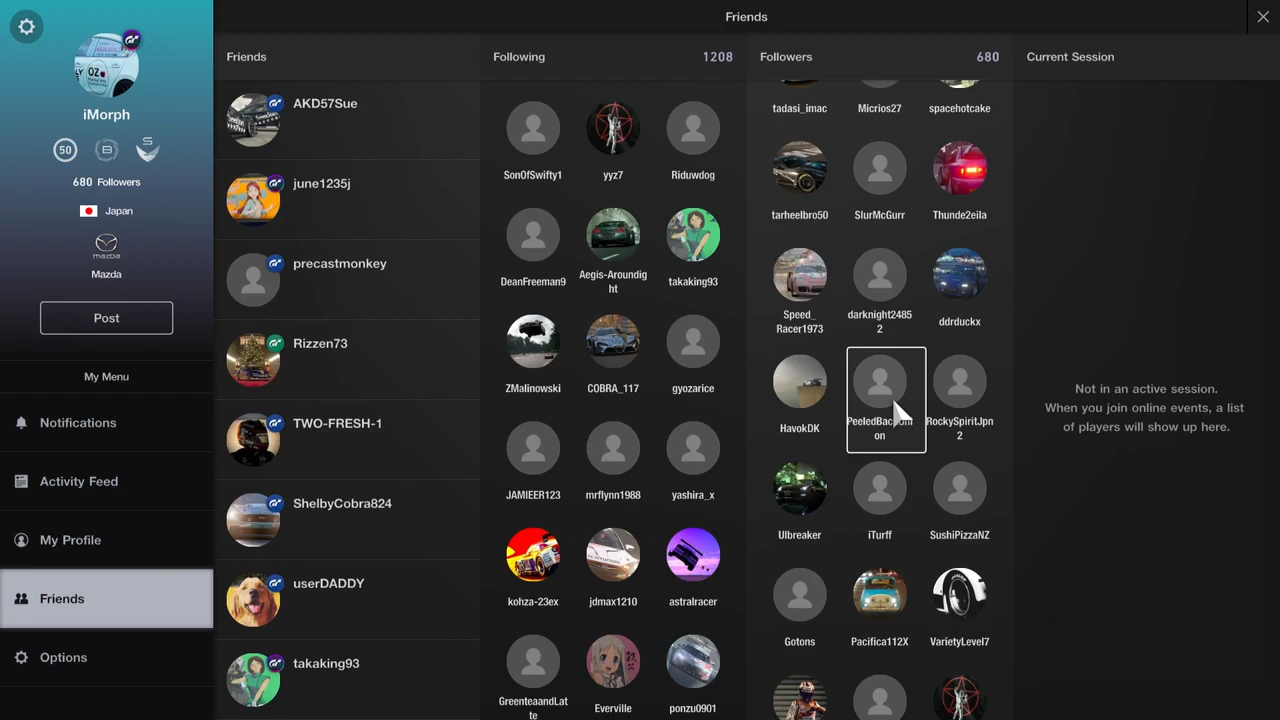 Friends
iMorph
50
B
S
680 Followers
Japan
mazda
Mazda
Post
My Menu
Notifications
Activity Feed
My Profile
Friends
Options
Friends
AKD57Sue
june1235j
precastmonkey
Rizzen73
TWO-FRESH-1
ShelbyCobra824
userDADDY
takaking93
Following 1208
SonOfSwifty1 yyz7 Riduwdog
DeanFreeman9 Aegis-Aroundig takaking93
ht
ZMalinowski COBRA_117 gyozarice
JAMIEER123 mrflynn1988 yashira_x
kohza-23ex jdmax1210 astralracer
GreenteaandLat Everville ponzu0901
te
Followers 680
tadasi_imac Micrios27 spacehotcake
tarheelbro50 SlurMcGurr Thunde2eila
Speed_ darknight2485 ddrduckx
Racer1973 2
HavokDK RockySpiritJpn
on 2
Ulbreaker iTurff SushiPizzaNZ
Gotons Pacifica112X VarietyLevel7
Current Session
Not in an active session.
When you join online events, a list
of players will show up here.